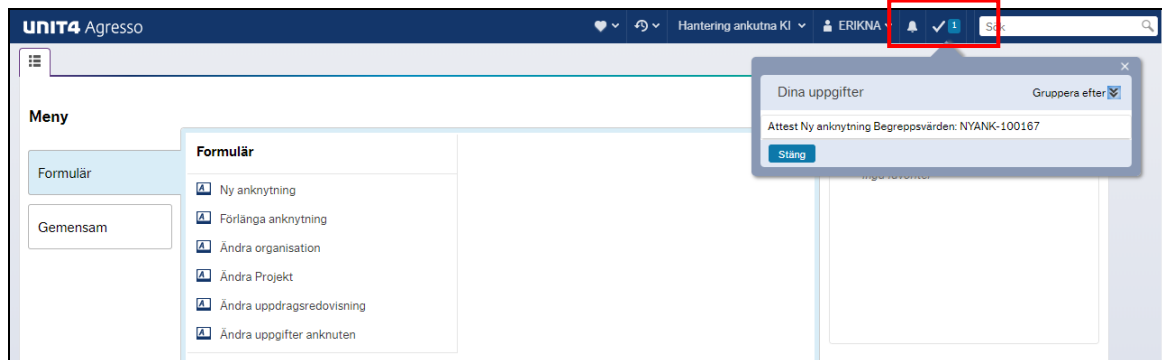 UNIT4 Agresso
Hantering ankutna KI
ERIKNA
1
Sök
Dina uppgifter
Gruppera efter
Attest Ny anknytning Begreppsvärden: NYANK-100167
Stäng
Meny
Formulär
Gemensam
Formulär
Ny anknytning
Förlänga anknytning
Ändra organisation
Ändra Projekt
Ändra uppdragsredovisning
Ändra uppgifter anknuten